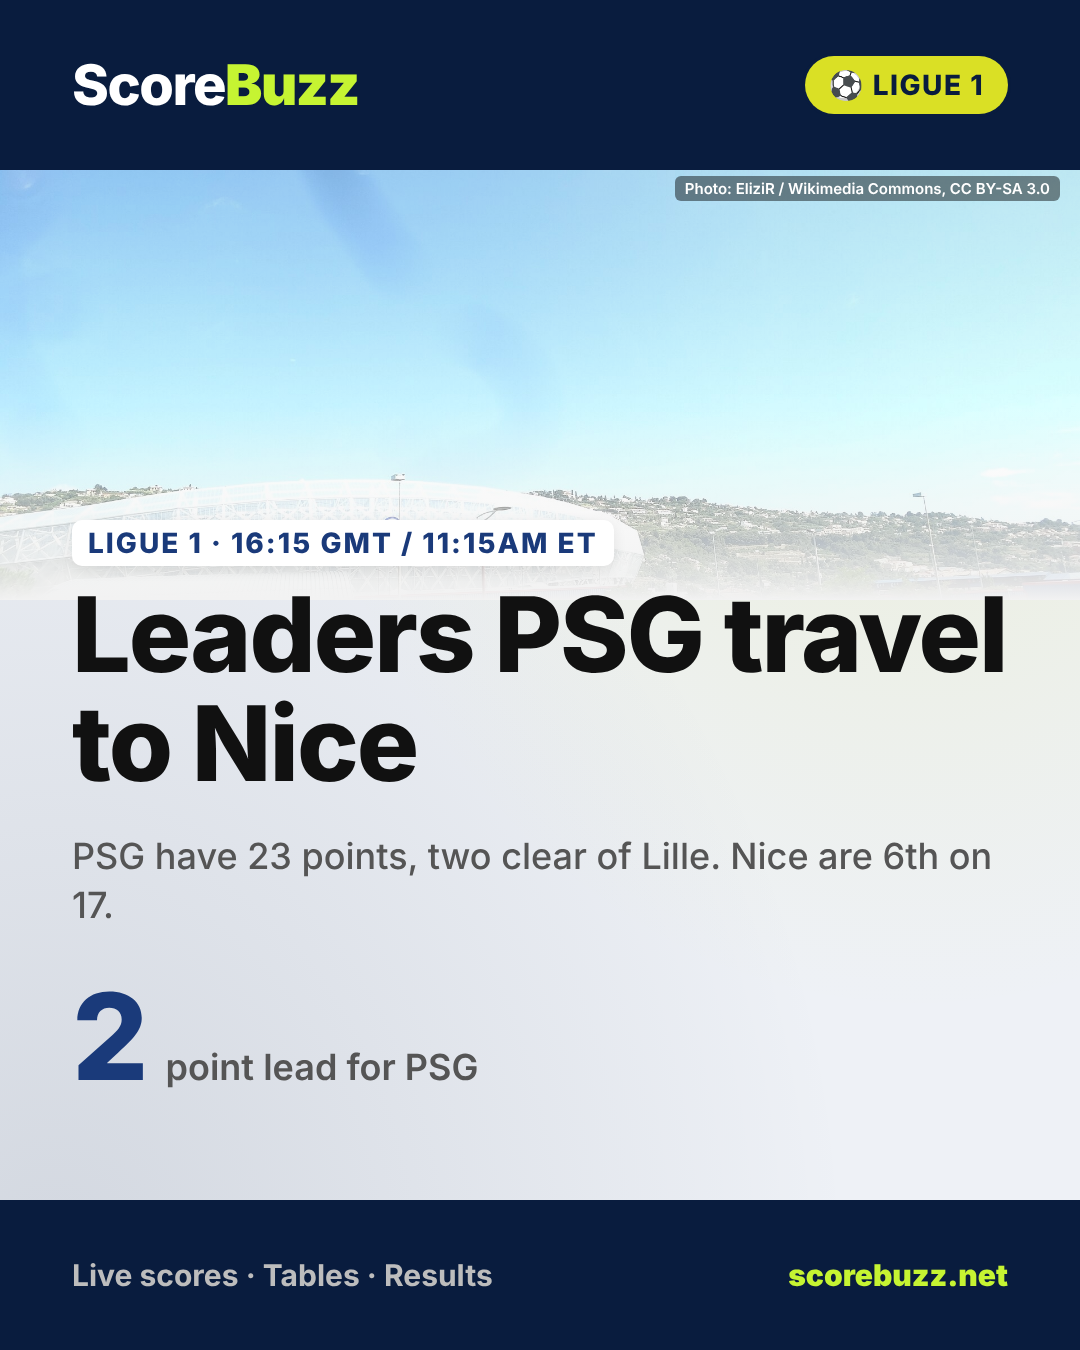 ScoreBuzz
⚽ LIGUE 1
Photo: EliziR / Wikimedia Commons, CC BY-SA 3.0
LIGUE 1 · 16:15 GMT / 11:15AM ET
Leaders PSG travel
to Nice
PSG have 23 points, two clear of Lille. Nice are 6th on
17.
2 point lead for PSG
Live scores · Tables · Results
scorebuzz.net